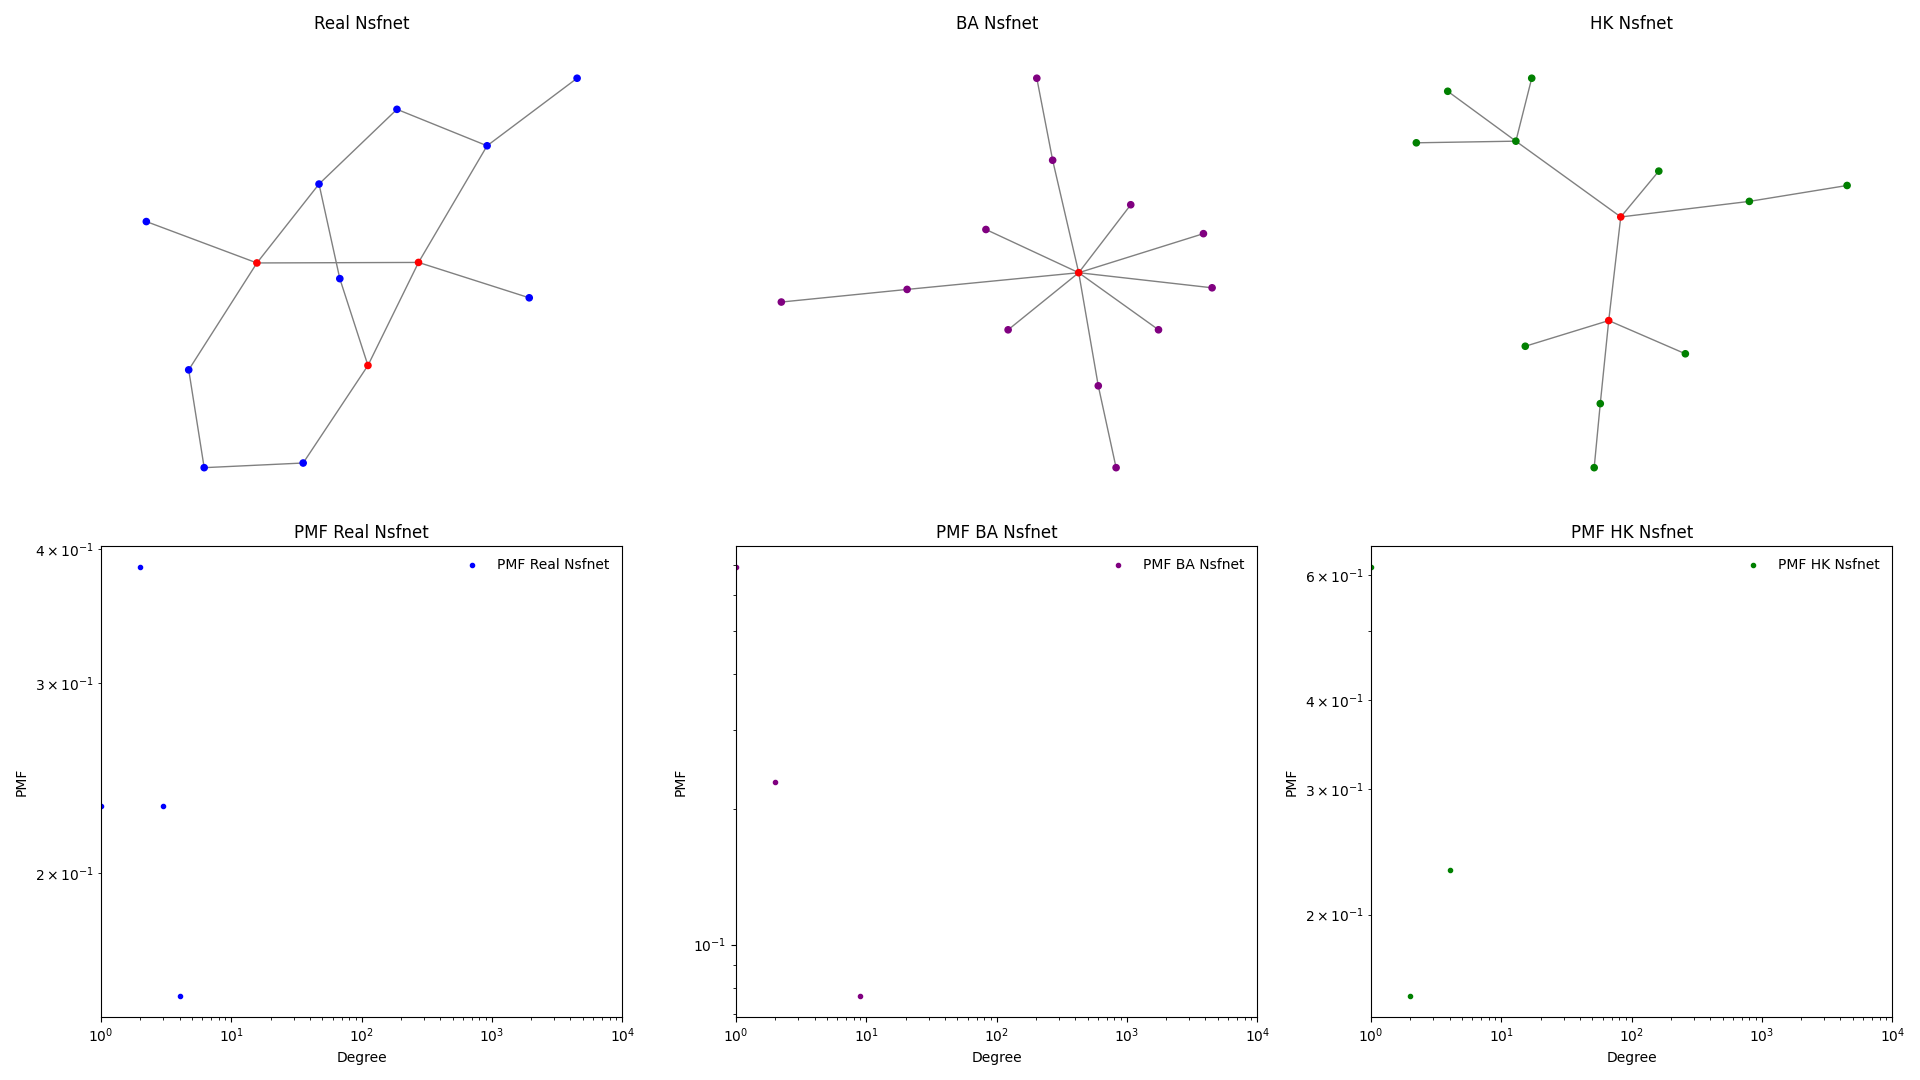 Real Nsfnet
BA Nsfnet
HK Nsfnet
PMF Real Nsfnet
PMF Real Nsfnet
4 × 10⁻¹
3 × 10⁻¹
2 × 10⁻¹
PMF
10⁰ 10¹ 10² 10³ 10⁴
Degree
PMF BA Nsfnet
PMF BA Nsfnet
10⁻¹
PMF
10⁰ 10¹ 10² 10³ 10⁴
Degree
PMF HK Nsfnet
PMF HK Nsfnet
6 × 10⁻¹
4 × 10⁻¹
3 × 10⁻¹
2 × 10⁻¹
PMF
10⁰ 10¹ 10² 10³ 10⁴
Degree